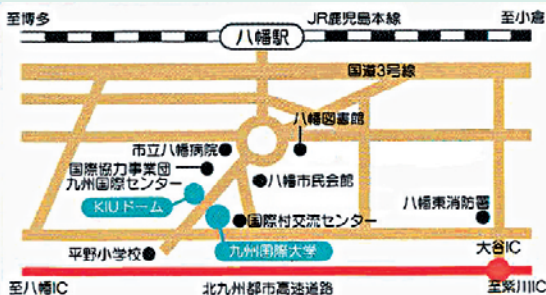 至博多
JR鹿児島本線
至小倉
八幡駅
国道3号線
八幡図書館
市立八幡病院
国際協力事業団
九州国際センター
八幡市民会館
KIUドーム
国際村交流センター
八幡東消防署
九州国際大学
平野小学校
大谷IC
至八幡IC
北九州都市高速道路
至紫川IC